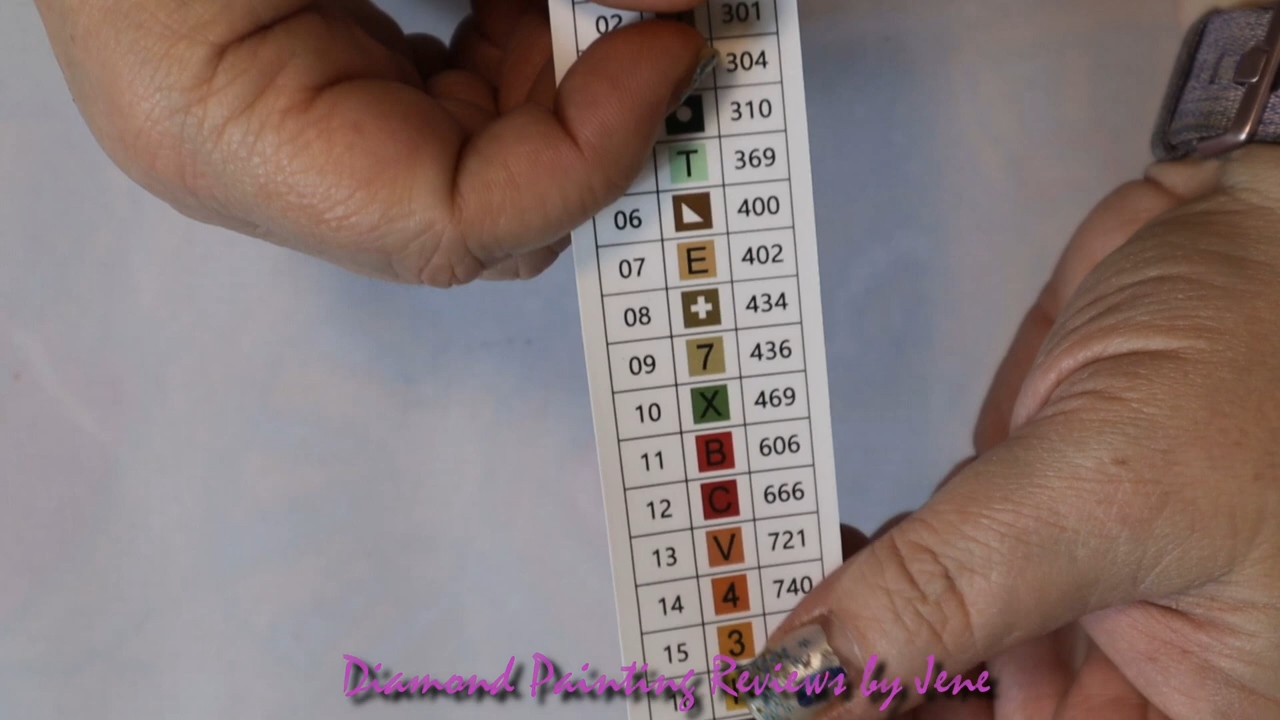 02 301
304
310
T 369
06 400
07 E 402
08 434
09 7 436
10 X 469
11 B 606
12 C 666
13 V 721
14 4 740
15 3
Diamond Painting Reviews by Jene